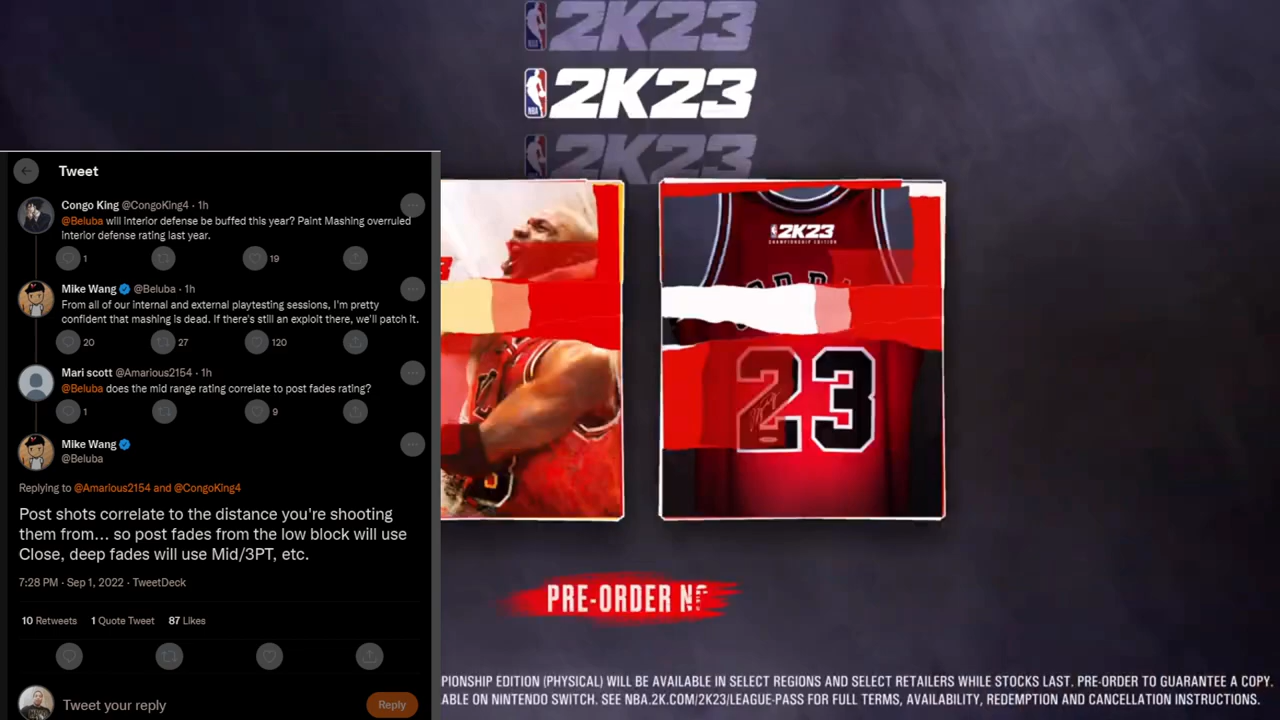 2K23
NBA 2K23
2K23
Tweet
Congo King @CongoKing4 · 1h
@Beluba will Interior defense be buffed this year? Paint Mashing overruled
Interior defense rating last year.
1 19
Mike Wang @Beluba · 1h
From all of our internal and external playtesting sessions, I'm pretty
confident that mashing is dead. If there's still an exploit there, we'll patch it.
20 27 120
Mari scott @Amarious2154 · 1h
@Beluba does the mid range rating correlate to post fades rating?
1 9
Mike Wang
@Beluba
Replying to @Amarious2154 and @CongoKing4
Post shots correlate to the distance you're shooting
them from... so post fades from the low block will use
Close, deep fades will use Mid/3PT, etc.
7:28 PM · Sep 1, 2022 · TweetDeck
10 Retweets 1 Quote Tweet 87 Likes
Tweet your reply
Reply
2K23
CHAMPIONSHIP EDITION
23
PRE-ORDER N
PIONSHIP EDITION (PHYSICAL) WILL BE AVAILABLE IN SELECT REGIONS AND SELECT RETAILERS WHILE STOCKS LAST. PRE-ORDER TO GUARANTEE A COPY.
ABLE ON NINTENDO SWITCH. SEE NBA.2K.COM/2K23/LEAGUE-PASS FOR FULL TERMS, AVAILABILITY, REDEMPTION AND CANCELLATION INSTRUCTIONS.